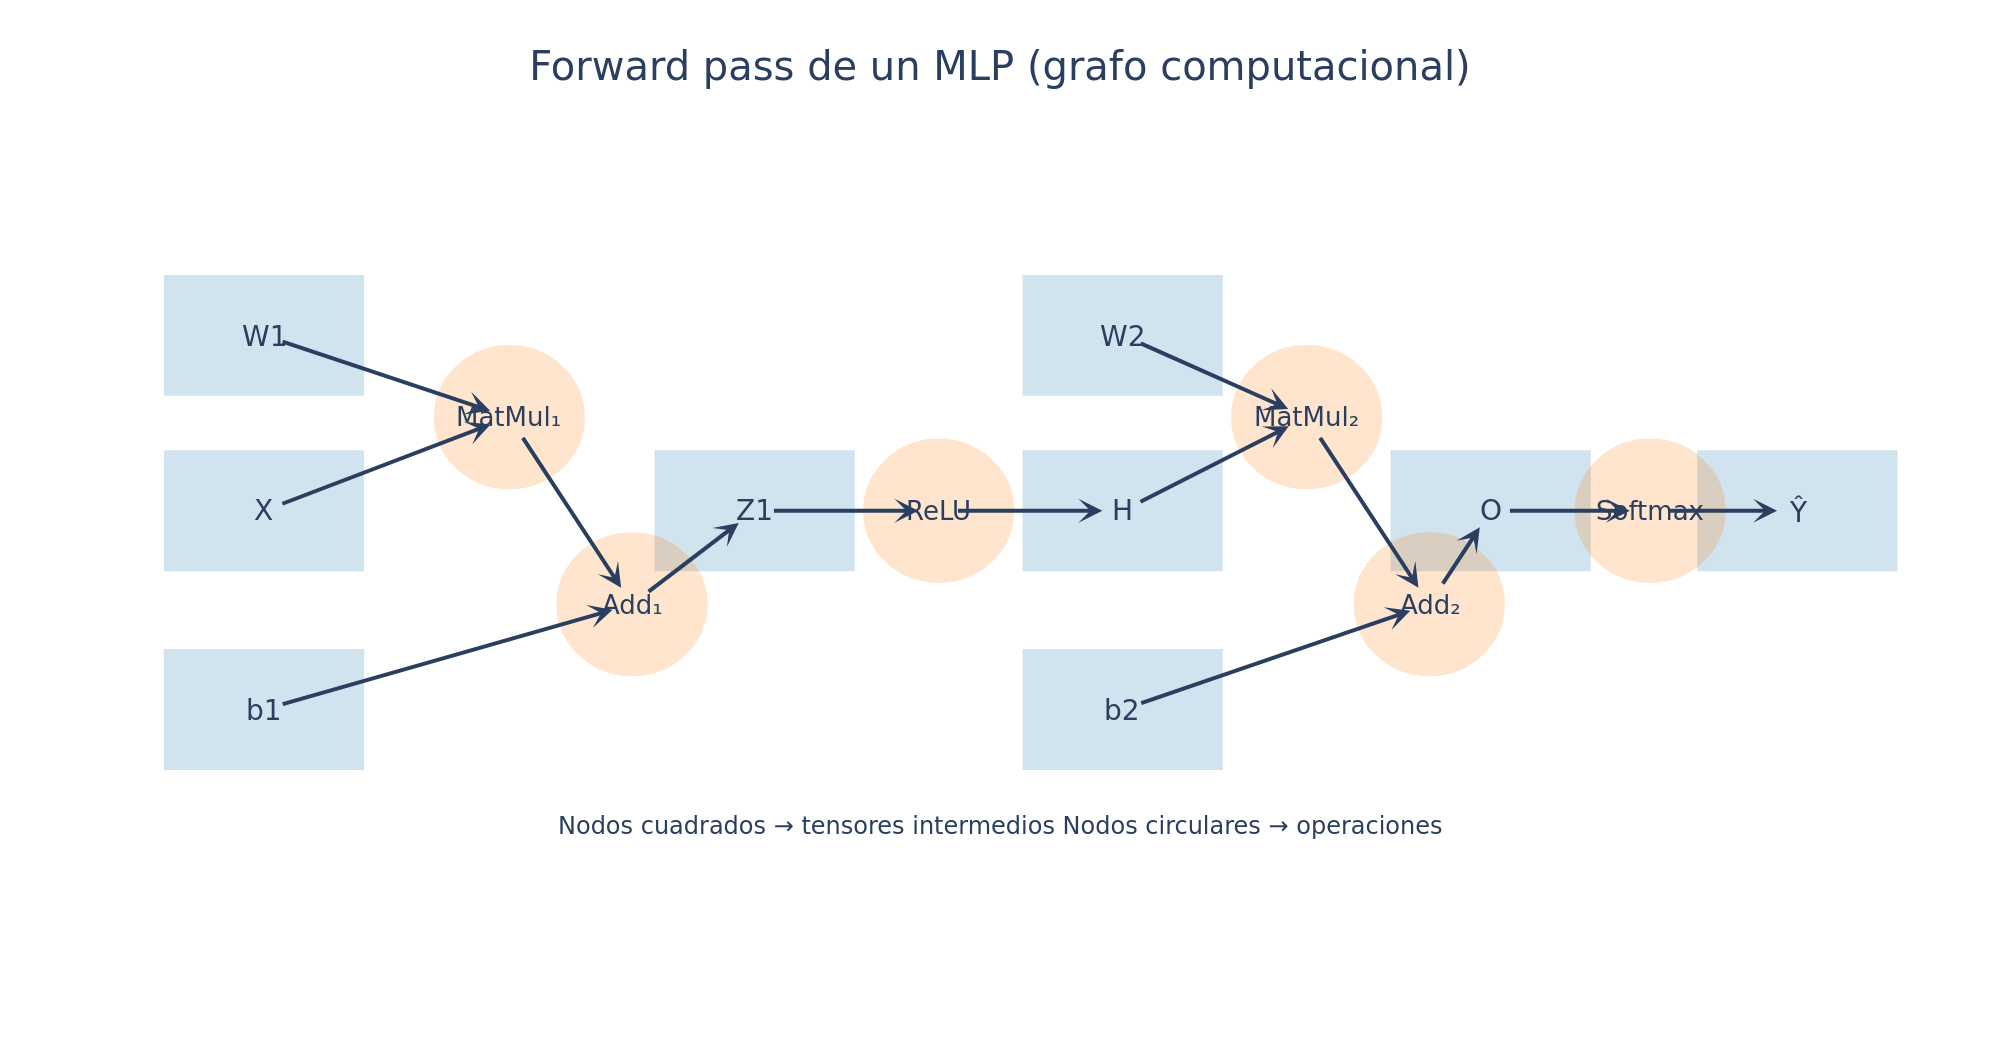 Forward pass de un MLP (grafo computacional)
W1
W2
MatMul₁
MatMul₂
X
Z1
ReLU
H
O
Softmax
Ŷ
Add₁
Add₂
b1
b2
Nodos cuadrados → tensores intermedios Nodos circulares → operaciones